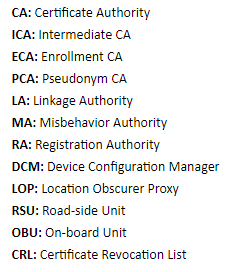 CA: Certificate Authority
ICA: Intermediate CA
ECA: Enrollment CA
PCA: Pseudonym CA
LA: Linkage Authority
MA: Misbehavior Authority
RA: Registration Authority
DCM: Device Configuration Manager
LOP: Location Obscurer Proxy
RSU: Road-side Unit
OBU: On-board Unit
CRL: Certificate Revocation List